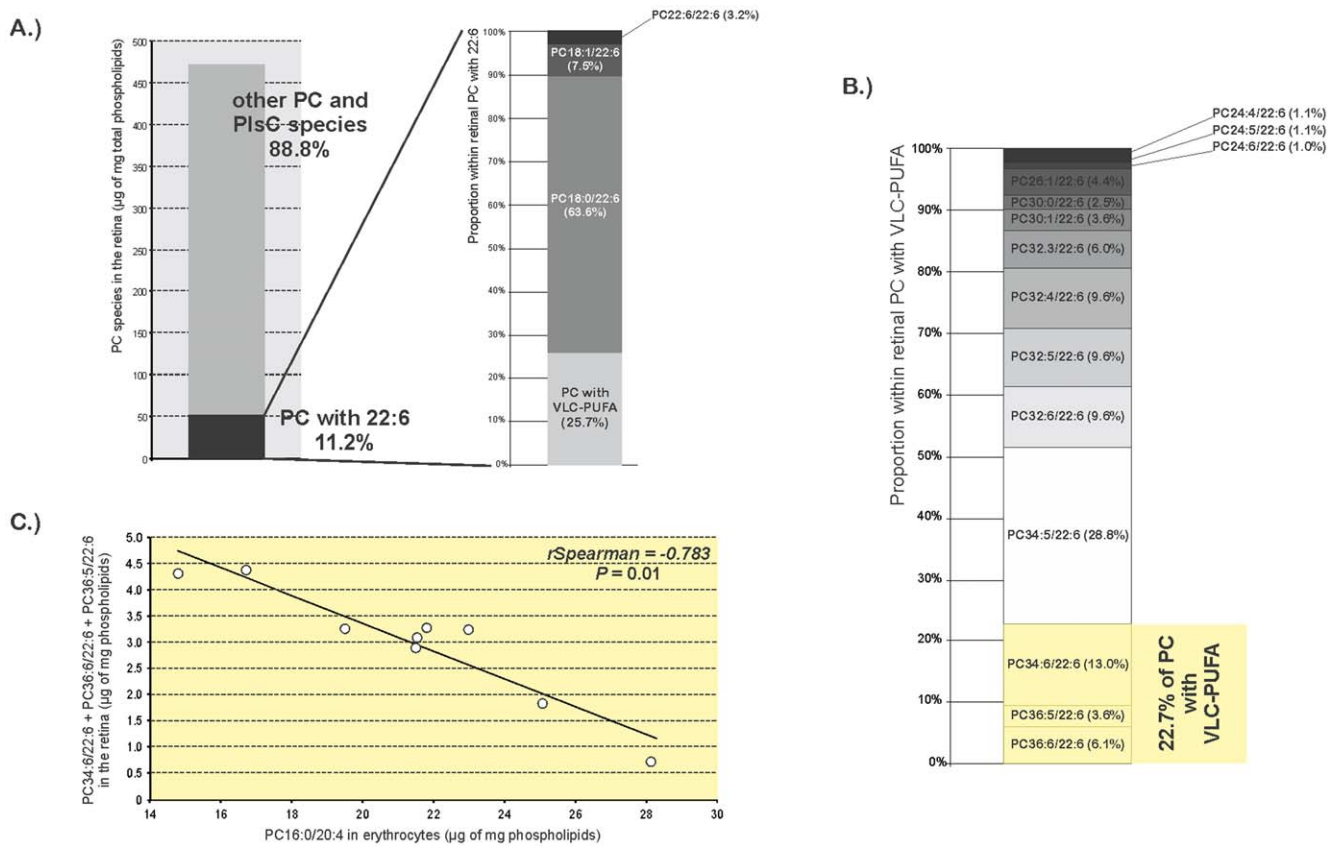 A.)
PC species in the retina (µg of mg total phospholipids)
500
450
400
350
300
250
200
150
100
50
0
other PC and
PlsC species
88.8%
PC with 22:6
11.2%
Proportion within retinal PC with 22:6
100%
90%
80%
70%
60%
50%
40%
30%
20%
10%
0%
PC22:6/22:6 (3.2%)
PC18:1/22:6
(7.5%)
PC18:0/22:6
(63.6%)
PC with
VLC-PUFA
(25.7%)
B.)
Proportion within retinal PC with VLC-PUFA
100%
90%
80%
70%
60%
50%
40%
30%
20%
10%
0%
PC24:4/22:6 (1.1%)
PC24:5/22:6 (1.1%)
PC24:6/22:6 (1.0%)
PC26:1/22:6 (4.4%)
PC30:0/22:6 (2.5%)
PC30:1/22:6 (3.6%)
PC32.3/22:6 (6.0%)
PC32:4/22:6 (9.6%)
PC32:5/22:6 (9.6%)
PC32:6/22:6 (9.6%)
PC34:5/22:6 (28.8%)
PC34:6/22:6 (13.0%)
PC36:5/22:6 (3.6%)
PC36:6/22:6 (6.1%)
22.7% of PC
with
VLC-PUFA
C.)
PC34:6/22:6 + PC36:6/22:6 + PC36:5/22:6
in the retina (µg of mg phospholipids)
5.0
4.5
4.0
3.5
3.0
2.5
2.0
1.5
1.0
0.5
0
rSpearman = -0.783
P = 0.01
14 16 18 20 22 24 26 28 30
PC16:0/20:4 in erythrocytes (µg of mg phospholipids)